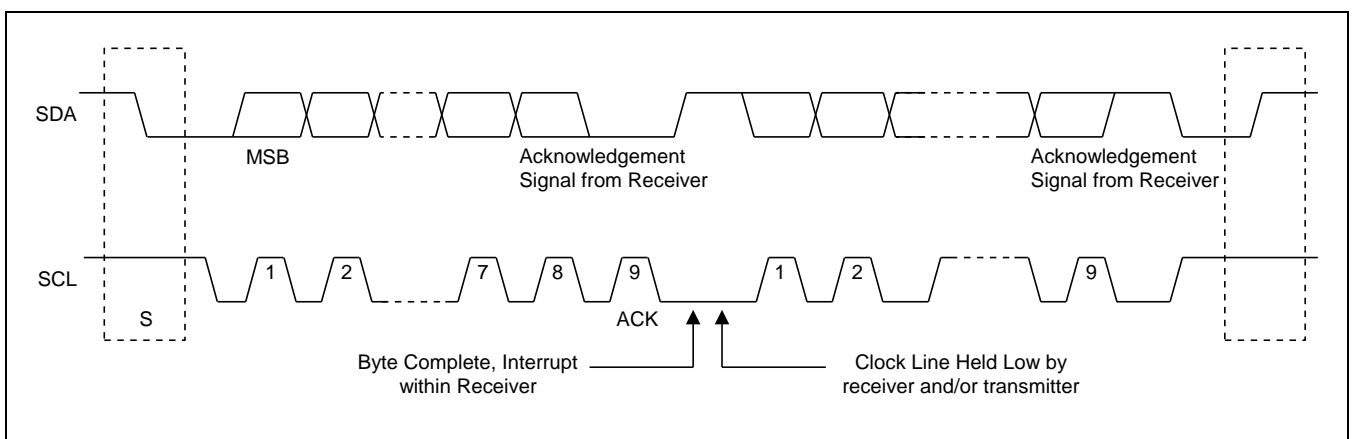 SDA
MSB
Acknowledgement
Signal from Receiver
Acknowledgement
Signal from Receiver
SCL
1
2
7
8
9
1
2
9
S
ACK
Byte Complete, Interrupt
within Receiver
Clock Line Held Low by
receiver and/or transmitter